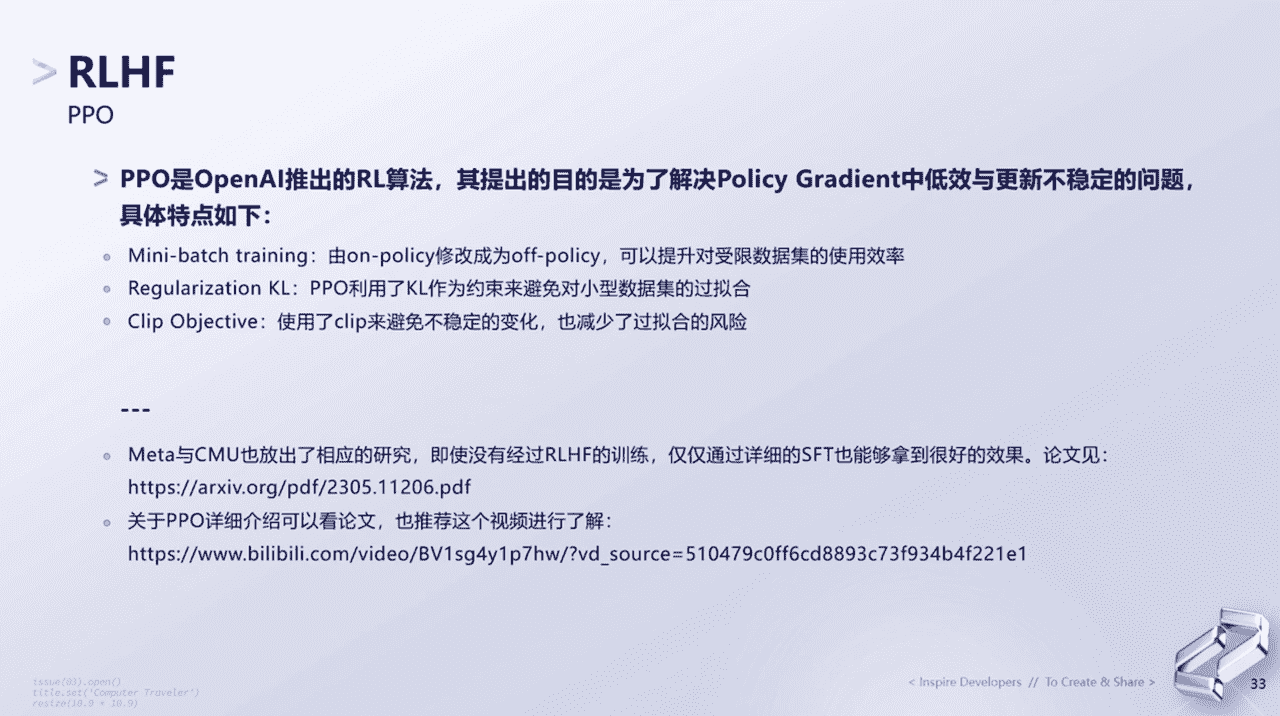 > RLHF
PPO
> PPO是OpenAI推出的RL算法，其提出的目的是为了解决Policy Gradient中低效与更新不稳定的问题，
具体特点如下：
Mini-batch training：由on-policy修改成为off-policy，可以提升对受限数据集的使用效率
Regularization KL：PPO利用了KL作为约束来避免对小型数据集的过拟合
Clip Objective：使用了clip来避免不稳定的变化，也减少了过拟合的风险
---
Meta与CMU也放出了相应的研究，即使没有经过RLHF的训练，仅仅通过详细的SFT也能够拿到很好的效果。论文见：
https://arxiv.org/pdf/2305.11206.pdf
关于PPO详细介绍可以看论文，也推荐这个视频进行了解：
https://www.bilibili.com/video/BV1sg4y1p7hw/?vd_source=510479c0ff6cd8893c73f934b4f221e1
issue(03).open()
title.set('Computer Traveler')
resize(18.9 * 10.9)
< Inspire Developers // To Create & Share >
33